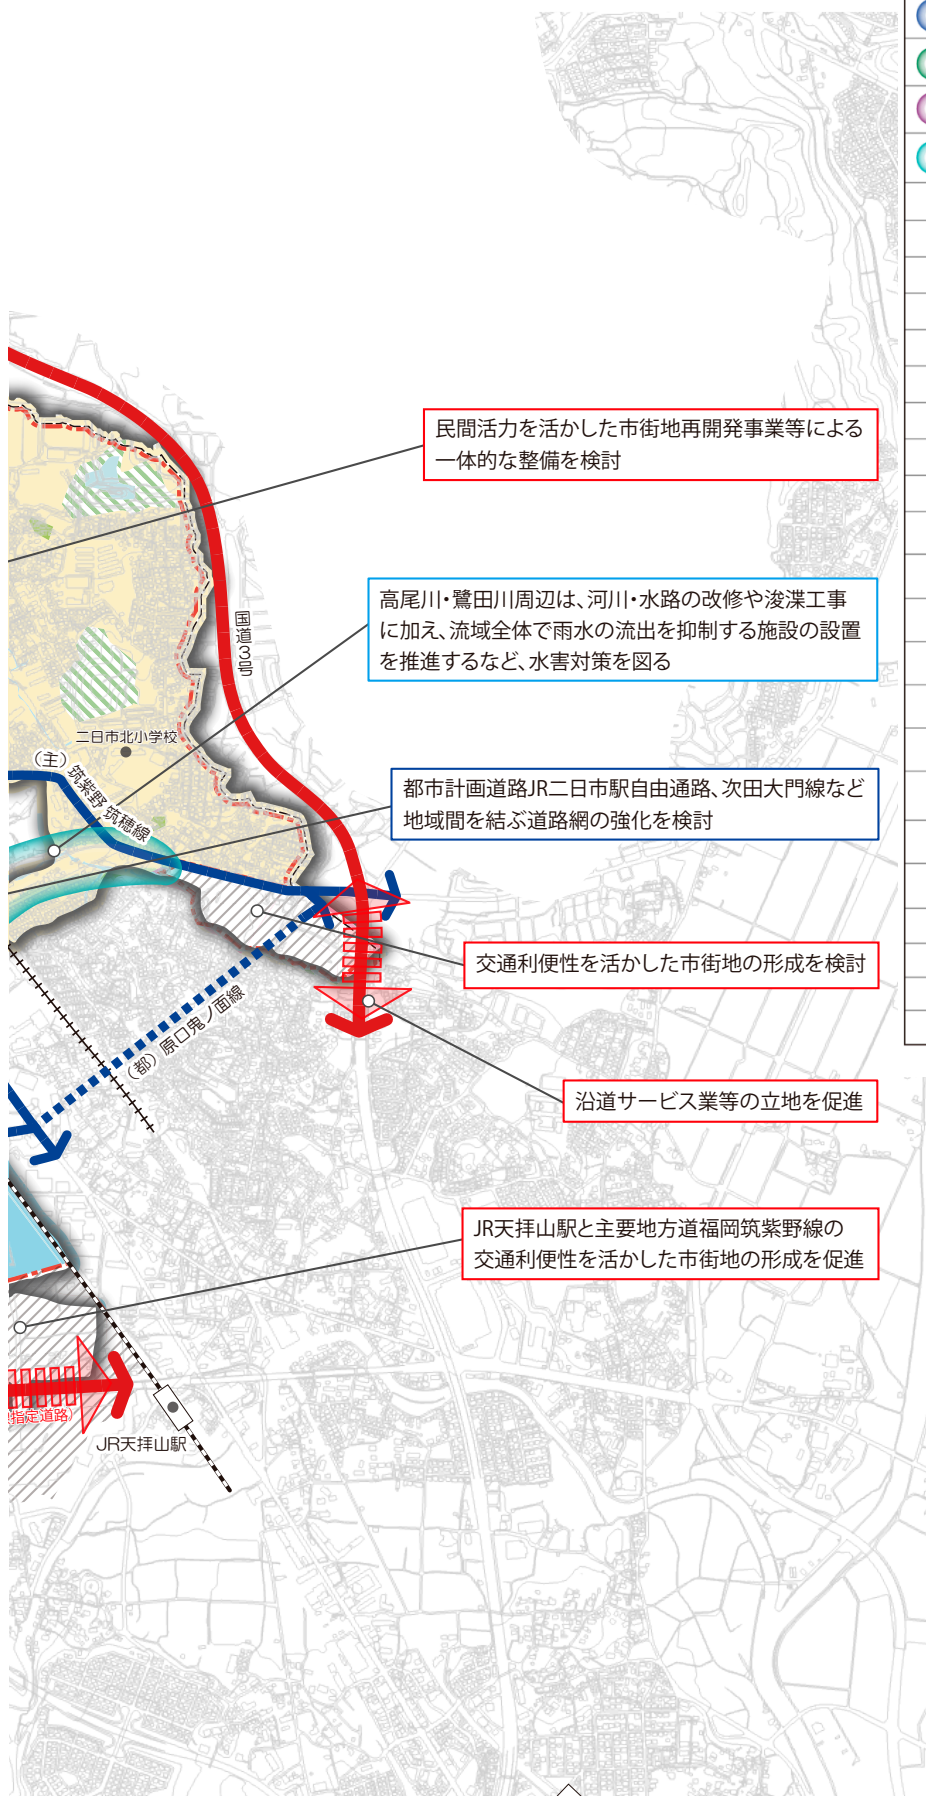 民間活力を活かした市街地再開発事業等による
一体的な整備を検討
高尾川・鷺田川周辺は、河川・水路の改修や浚渫工事
に加え、流域全体で雨水の流出を抑制する施設の設置
を推進するなど、水害対策を図る
国道3号
二日市北小学校
(主)筑紫野筑穂線
都市計画道路JR二日市駅自由通路、次田大門線など
地域間を結ぶ道路網の強化を検討
交通利便性を活かした市街地の形成を検討
(都)原口鬼ノ面線
沿道サービス業等の立地を促進
JR天拝山駅と主要地方道福岡筑紫野線の
交通利便性を活かした市街地の形成を促進
指定道路)
JR天拝山駅